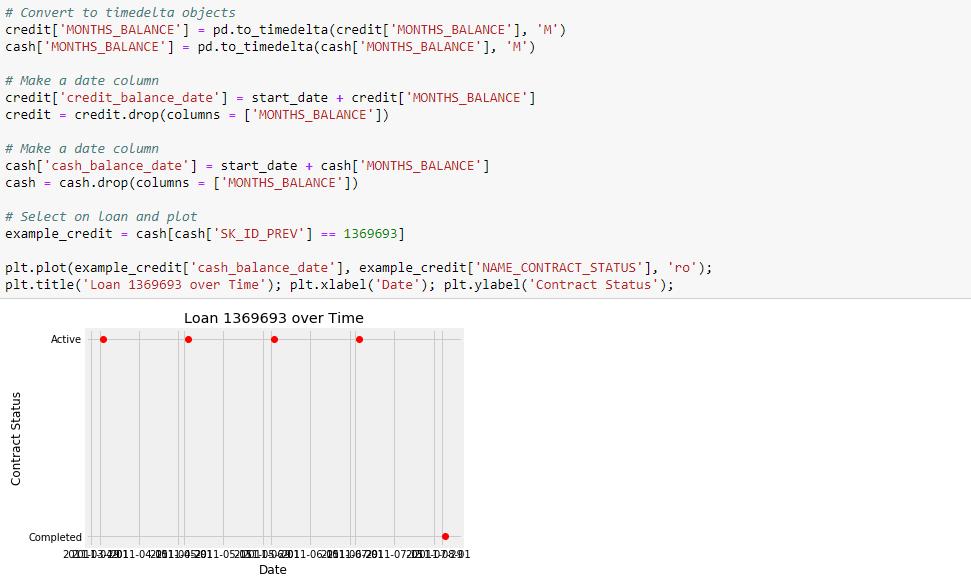 # Convert to timedelta objects
credit['MONTHS_BALANCE'] = pd.to_timedelta(credit['MONTHS_BALANCE'], 'M')
cash['MONTHS_BALANCE'] = pd.to_timedelta(cash['MONTHS_BALANCE'], 'M')
# Make a date column
credit['credit_balance_date'] = start_date + credit['MONTHS_BALANCE']
credit = credit.drop(columns = ['MONTHS_BALANCE'])
# Make a date column
cash['cash_balance_date'] = start_date + cash['MONTHS_BALANCE']
cash = cash.drop(columns = ['MONTHS_BALANCE'])
# Select on loan and plot
example_credit = cash[cash['SK_ID_PREV'] == 1369693]
plt.plot(example_credit['cash_balance_date'], example_credit['NAME_CONTRACT_STATUS'], 'ro');
plt.title('Loan 1369693 over Time'); plt.xlabel('Date'); plt.ylabel('Contract Status');
Loan 1369693 over Time
Active
Contract Status
Completed
Date